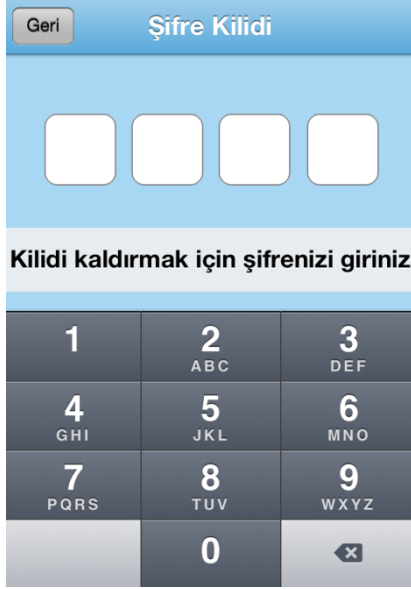 Geri Şifre Kilidi
Kilidi kaldırmak için şifrenizi giriniz
1 2 3
ABC DEF
4 5 6
GHI JKL MNO
7 8 9
PQRS TUV WXYZ
0